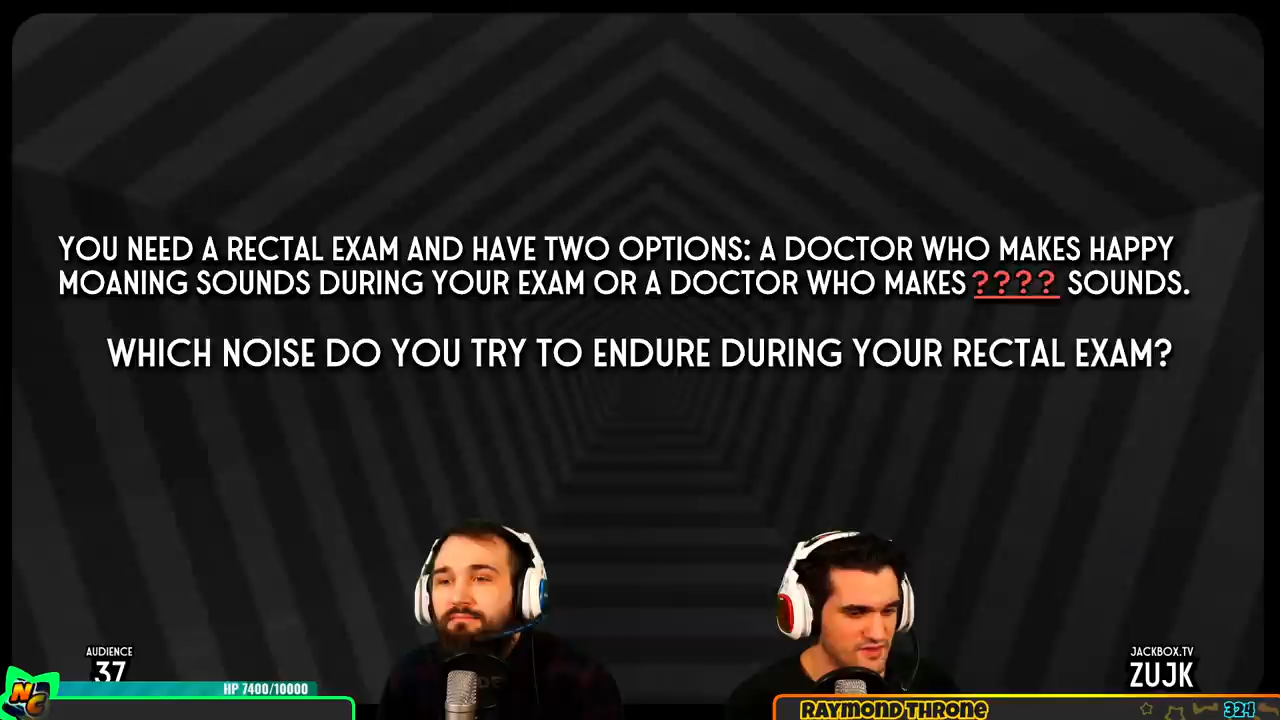 YOU NEED A RECTAL EXAM AND HAVE TWO OPTIONS: A DOCTOR WHO MAKES HAPPY
MOANING SOUNDS DURING YOUR EXAM OR A DOCTOR WHO MAKES ???? SOUNDS.
WHICH NOISE DO YOU TRY TO ENDURE DURING YOUR RECTAL EXAM?
AUDIENCE
37
JACKBOX.TV
ZUJK
NC
HP 7400/10000
RAYMOND THRONE
324